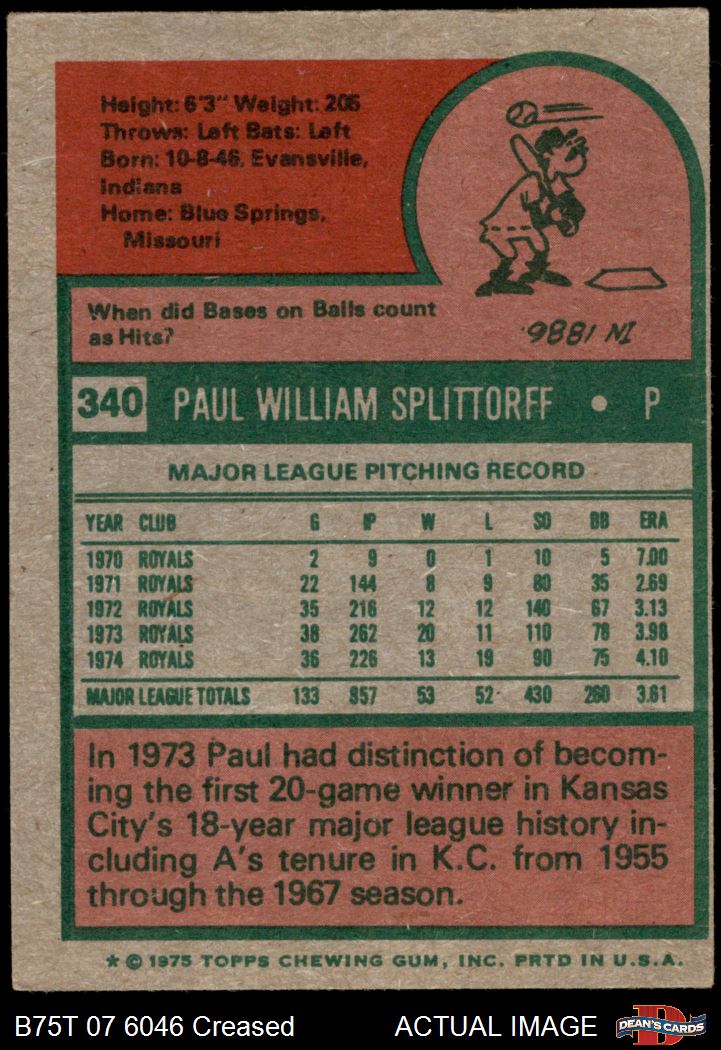 Height: 6'3" Weight: 205
Throws: Left Bats: Left
Born: 10-8-46, Evansville,
Indiana
Home: Blue Springs,
Missouri
When did Bases on Balls count
as Hits?
IN 1886.
340 PAUL WILLIAM SPLITTORFF • P
MAJOR LEAGUE PITCHING RECORD
YEAR CLUB G IP W L SO BB ERA
1970 ROYALS 2 9 0 1 10 5 7.00
1971 ROYALS 22 144 8 9 80 35 2.69
1972 ROYALS 35 216 12 12 140 67 3.13
1973 ROYALS 38 262 20 11 110 78 3.98
1974 ROYALS 36 226 13 19 90 75 4.10
MAJOR LEAGUE TOTALS 133 857 53 52 430 260 3.61
In 1973 Paul had distinction of becom-
ing the first 20-game winner in Kansas
City's 18-year major league history in-
cluding A's tenure in K.C. from 1955
through the 1967 season.
* © 1975 TOPPS CHEWING GUM, INC. PRTD IN U.S.A.
B75T 07 6046 Creased ACTUAL IMAGE
D
DEAN'S CARDS